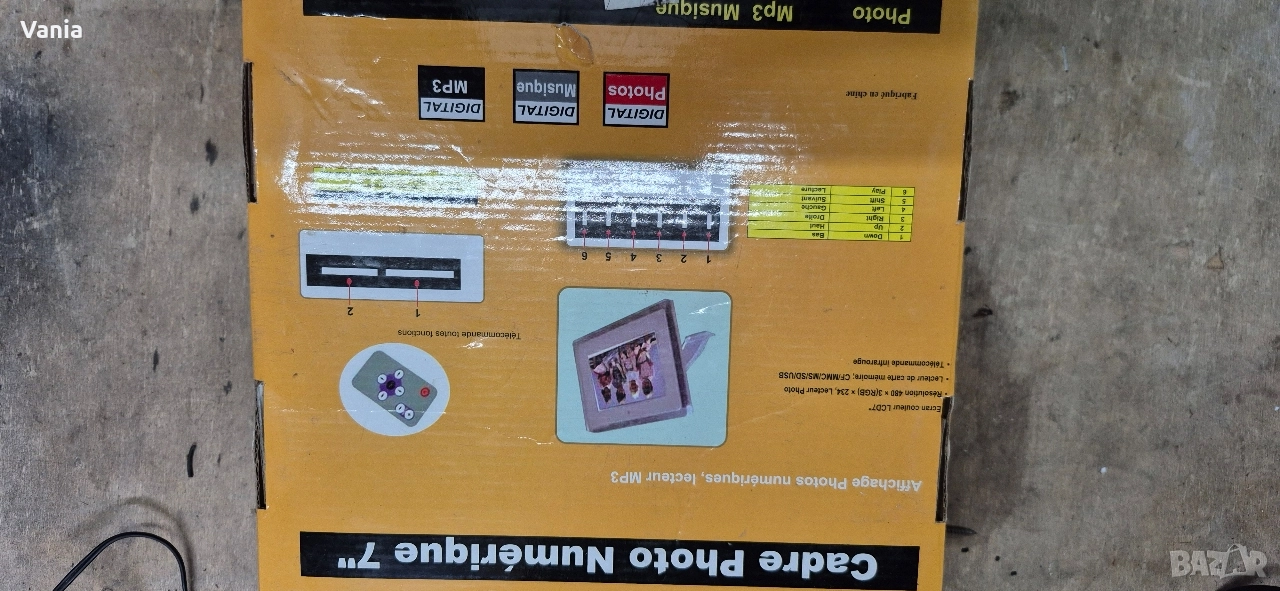 Vania
Cadre Photo Numérique 7"
Affichage Photos numériques, lecteur MP3
Ecran couleur LCD7"
• Résolution 480 × 3(RGB) × 234, Lecteur Photo
• Lecteur de carte mémoire; CF/MMC/MS/SD/USB
• Télécommande infrarouge
Télécommande toutes fonctions
1 2
1 2 3 4 5 6
1 Down Bas
2 Up Haut
3 Right Droite
4 Left Gauche
5 Shift Suivant
6 Play Lecture
Fabriqué en chine
DIGITAL Photos
DIGITAL Musique
DIGITAL MP3
Photo Mp3 Musique
BAZAR